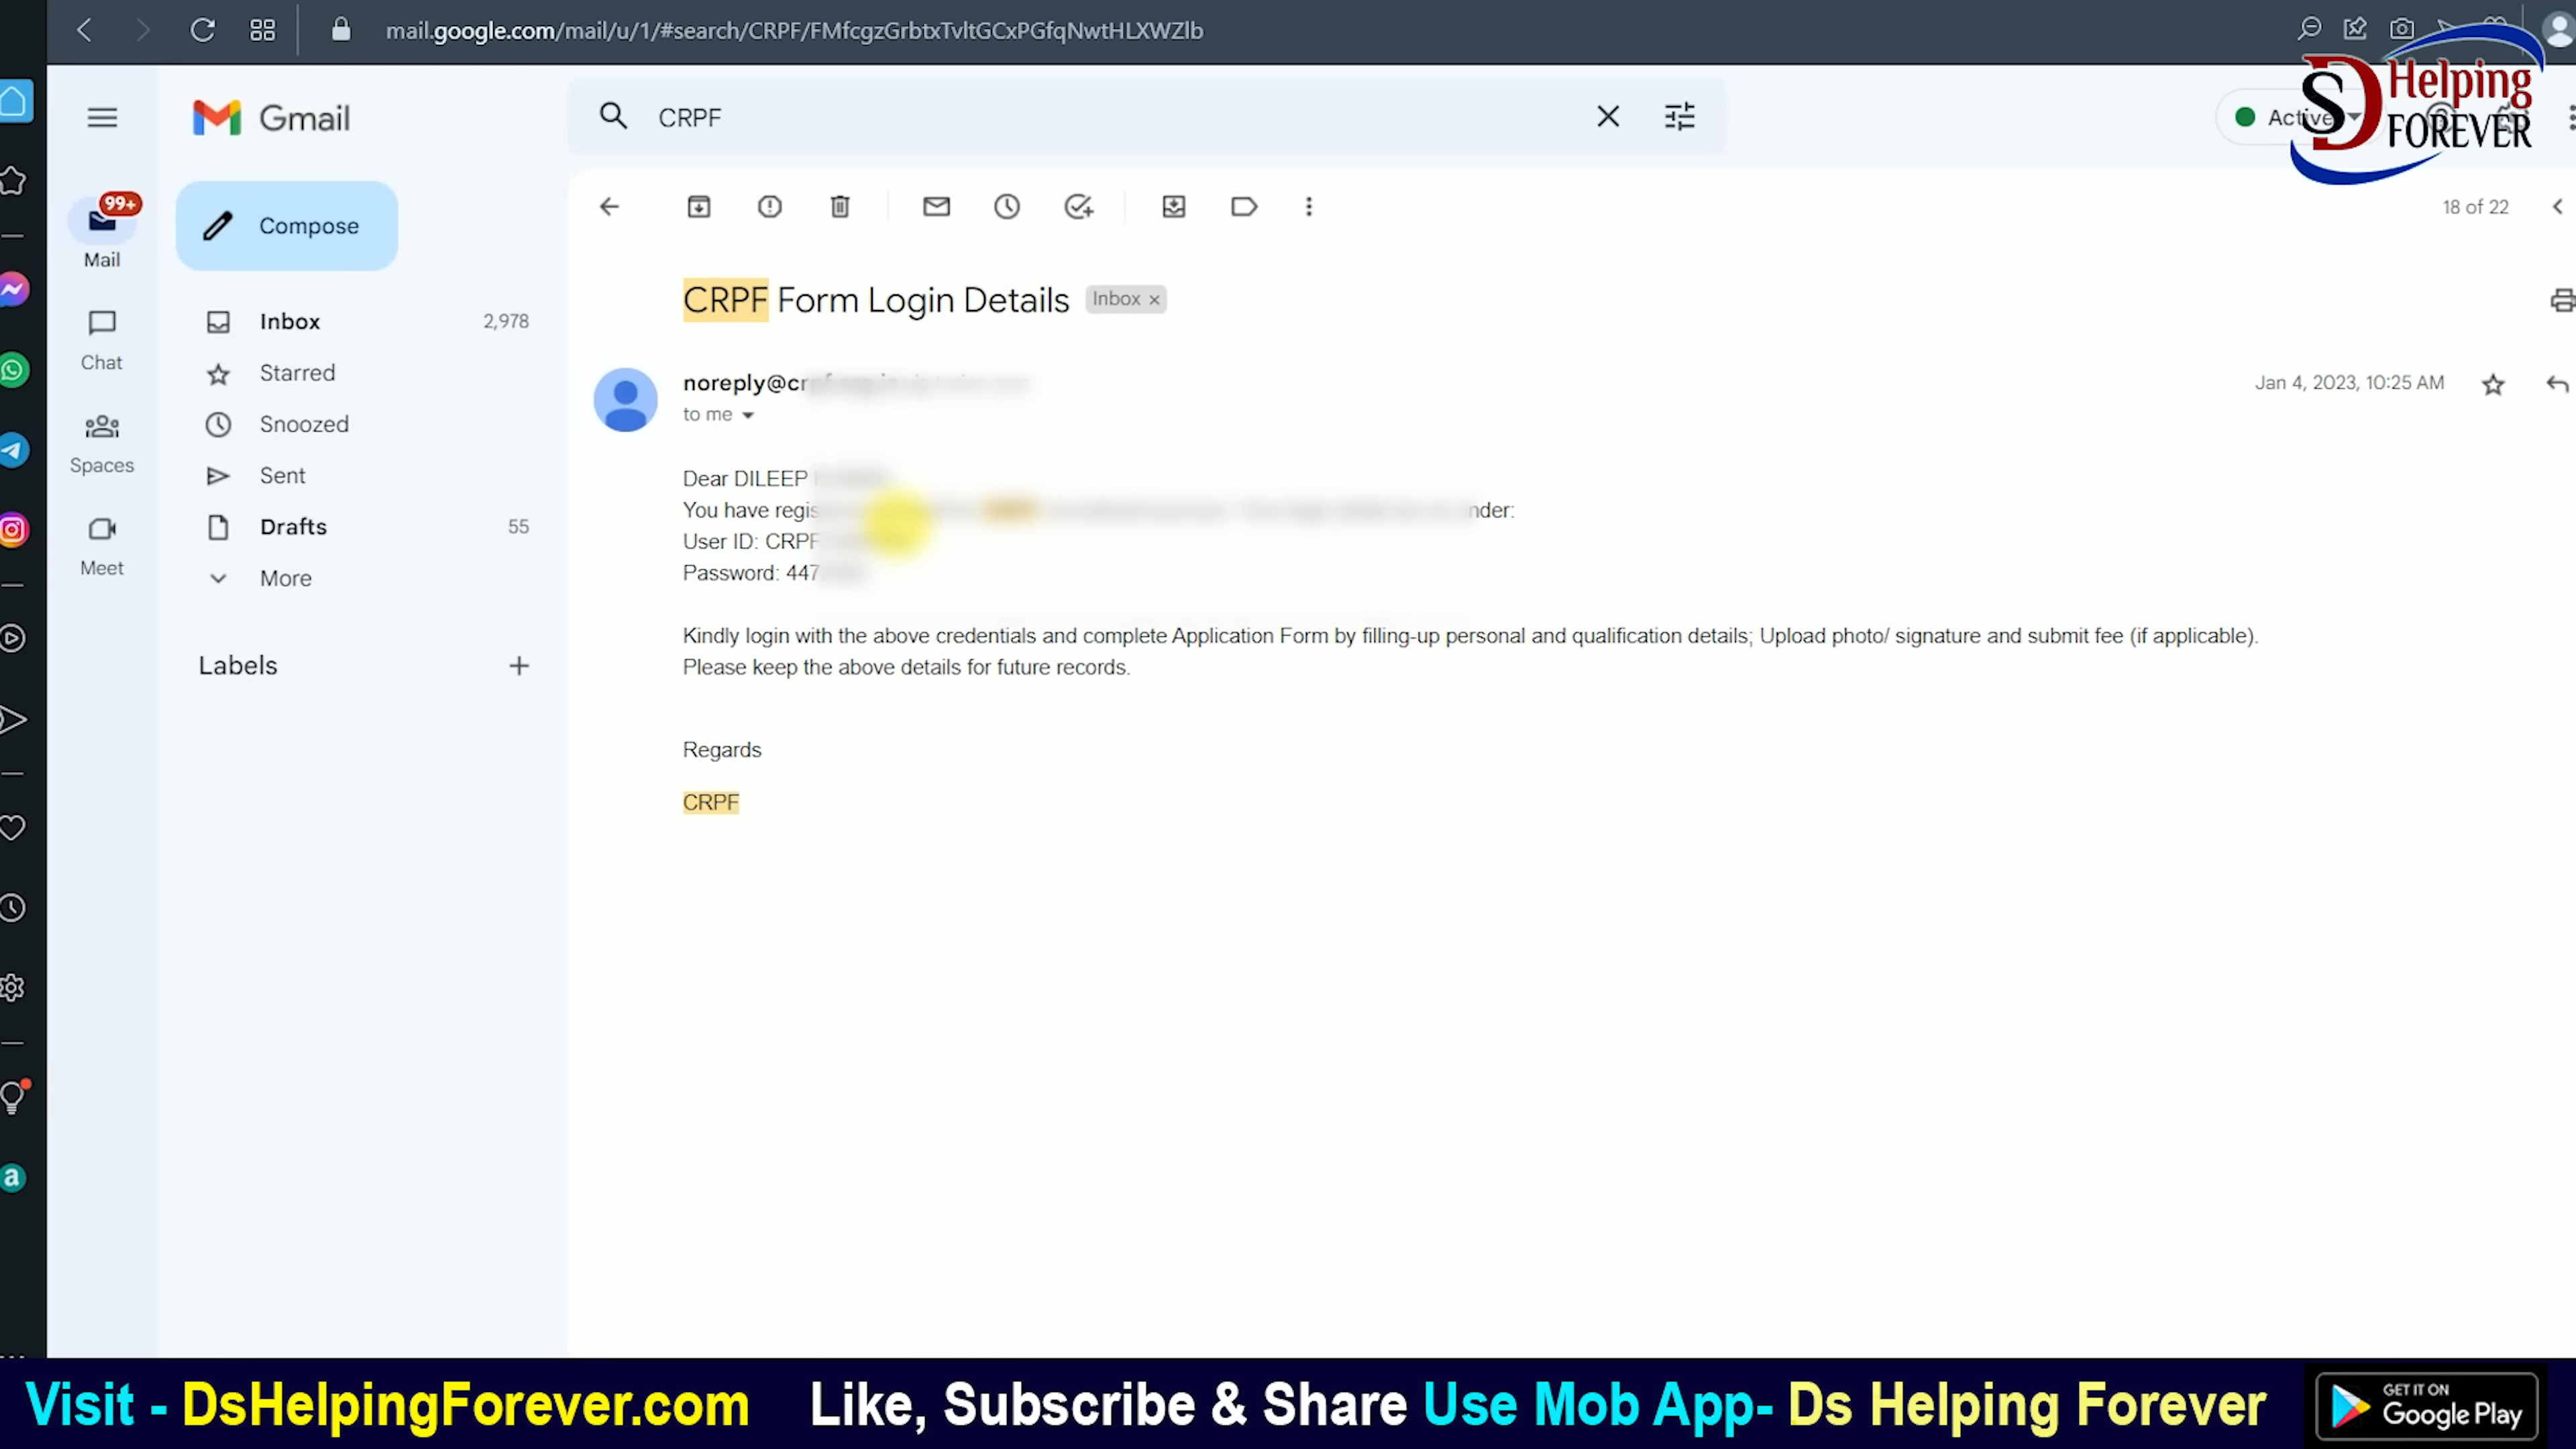 mail.google.com/mail/u/1/#search/CRPF/FMfcgzGrbtxTvltGCxPGfqNwtHLXWZlb
SD Helping
FOREVER
Gmail
CRPF
Active
99+
Mail
Compose
18 of 22
Chat
Spaces
Meet
Inbox 2,978
Starred
Snoozed
Sent
Drafts 55
More
Labels
CRPF Form Login Details Inbox ×
noreply@cr
Jan 4, 2023, 10:25 AM
to me
Dear DILEEP
You have regis nder:
User ID: CRPF
Password: 447
Kindly login with the above credentials and complete Application Form by filling-up personal and qualification details; Upload photo/ signature and submit fee (if applicable).
Please keep the above details for future records.
Regards
CRPF
Visit - DsHelpingForever.com Like, Subscribe & Share Use Mob App- Ds Helping Forever
GET IT ON
Google Play